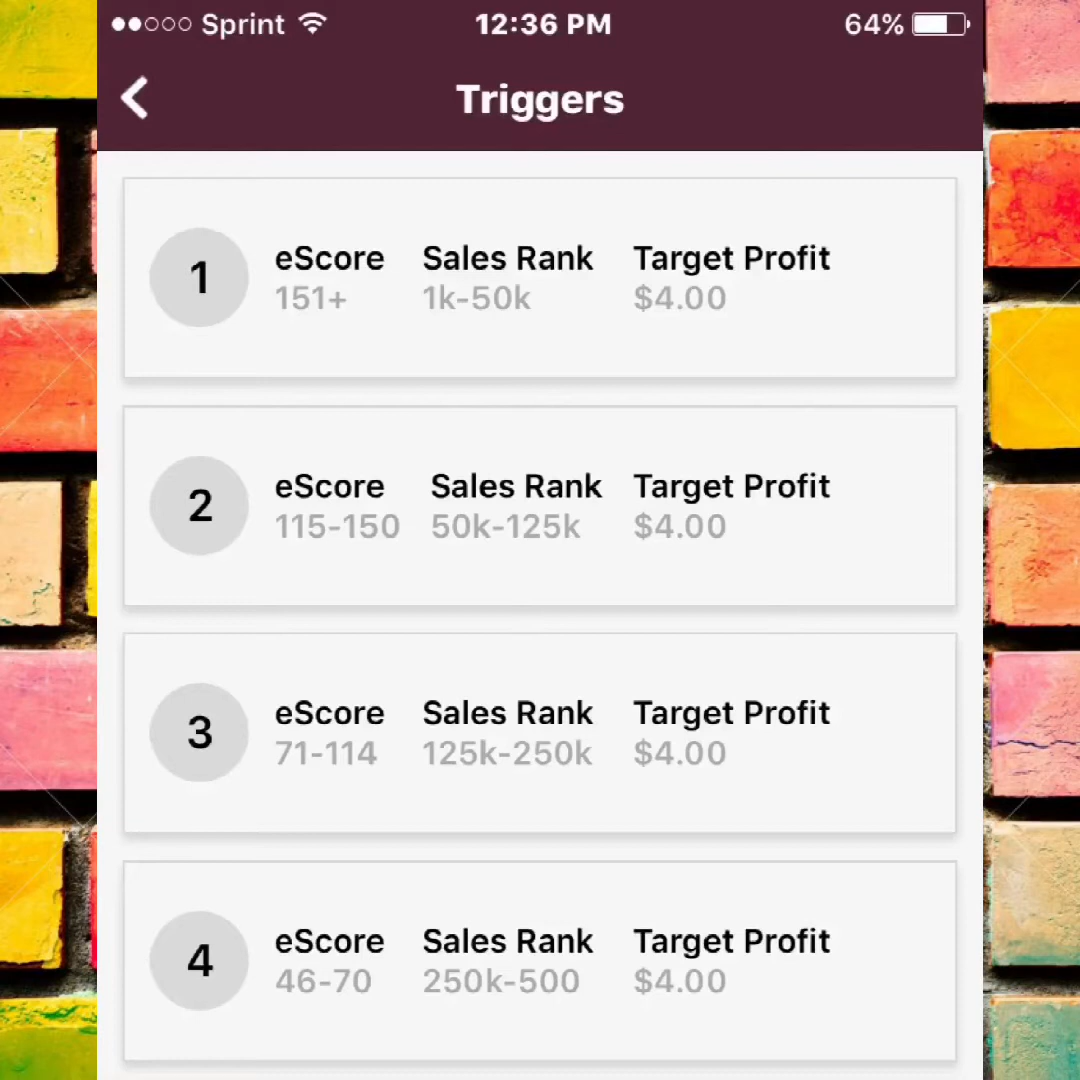 Sprint 12:36 PM 64%
Triggers
1
eScore Sales Rank Target Profit
151+ 1k-50k $4.00
2
eScore Sales Rank Target Profit
115-150 50k-125k $4.00
3
eScore Sales Rank Target Profit
71-114 125k-250k $4.00
4
eScore Sales Rank Target Profit
46-70 250k-500 $4.00